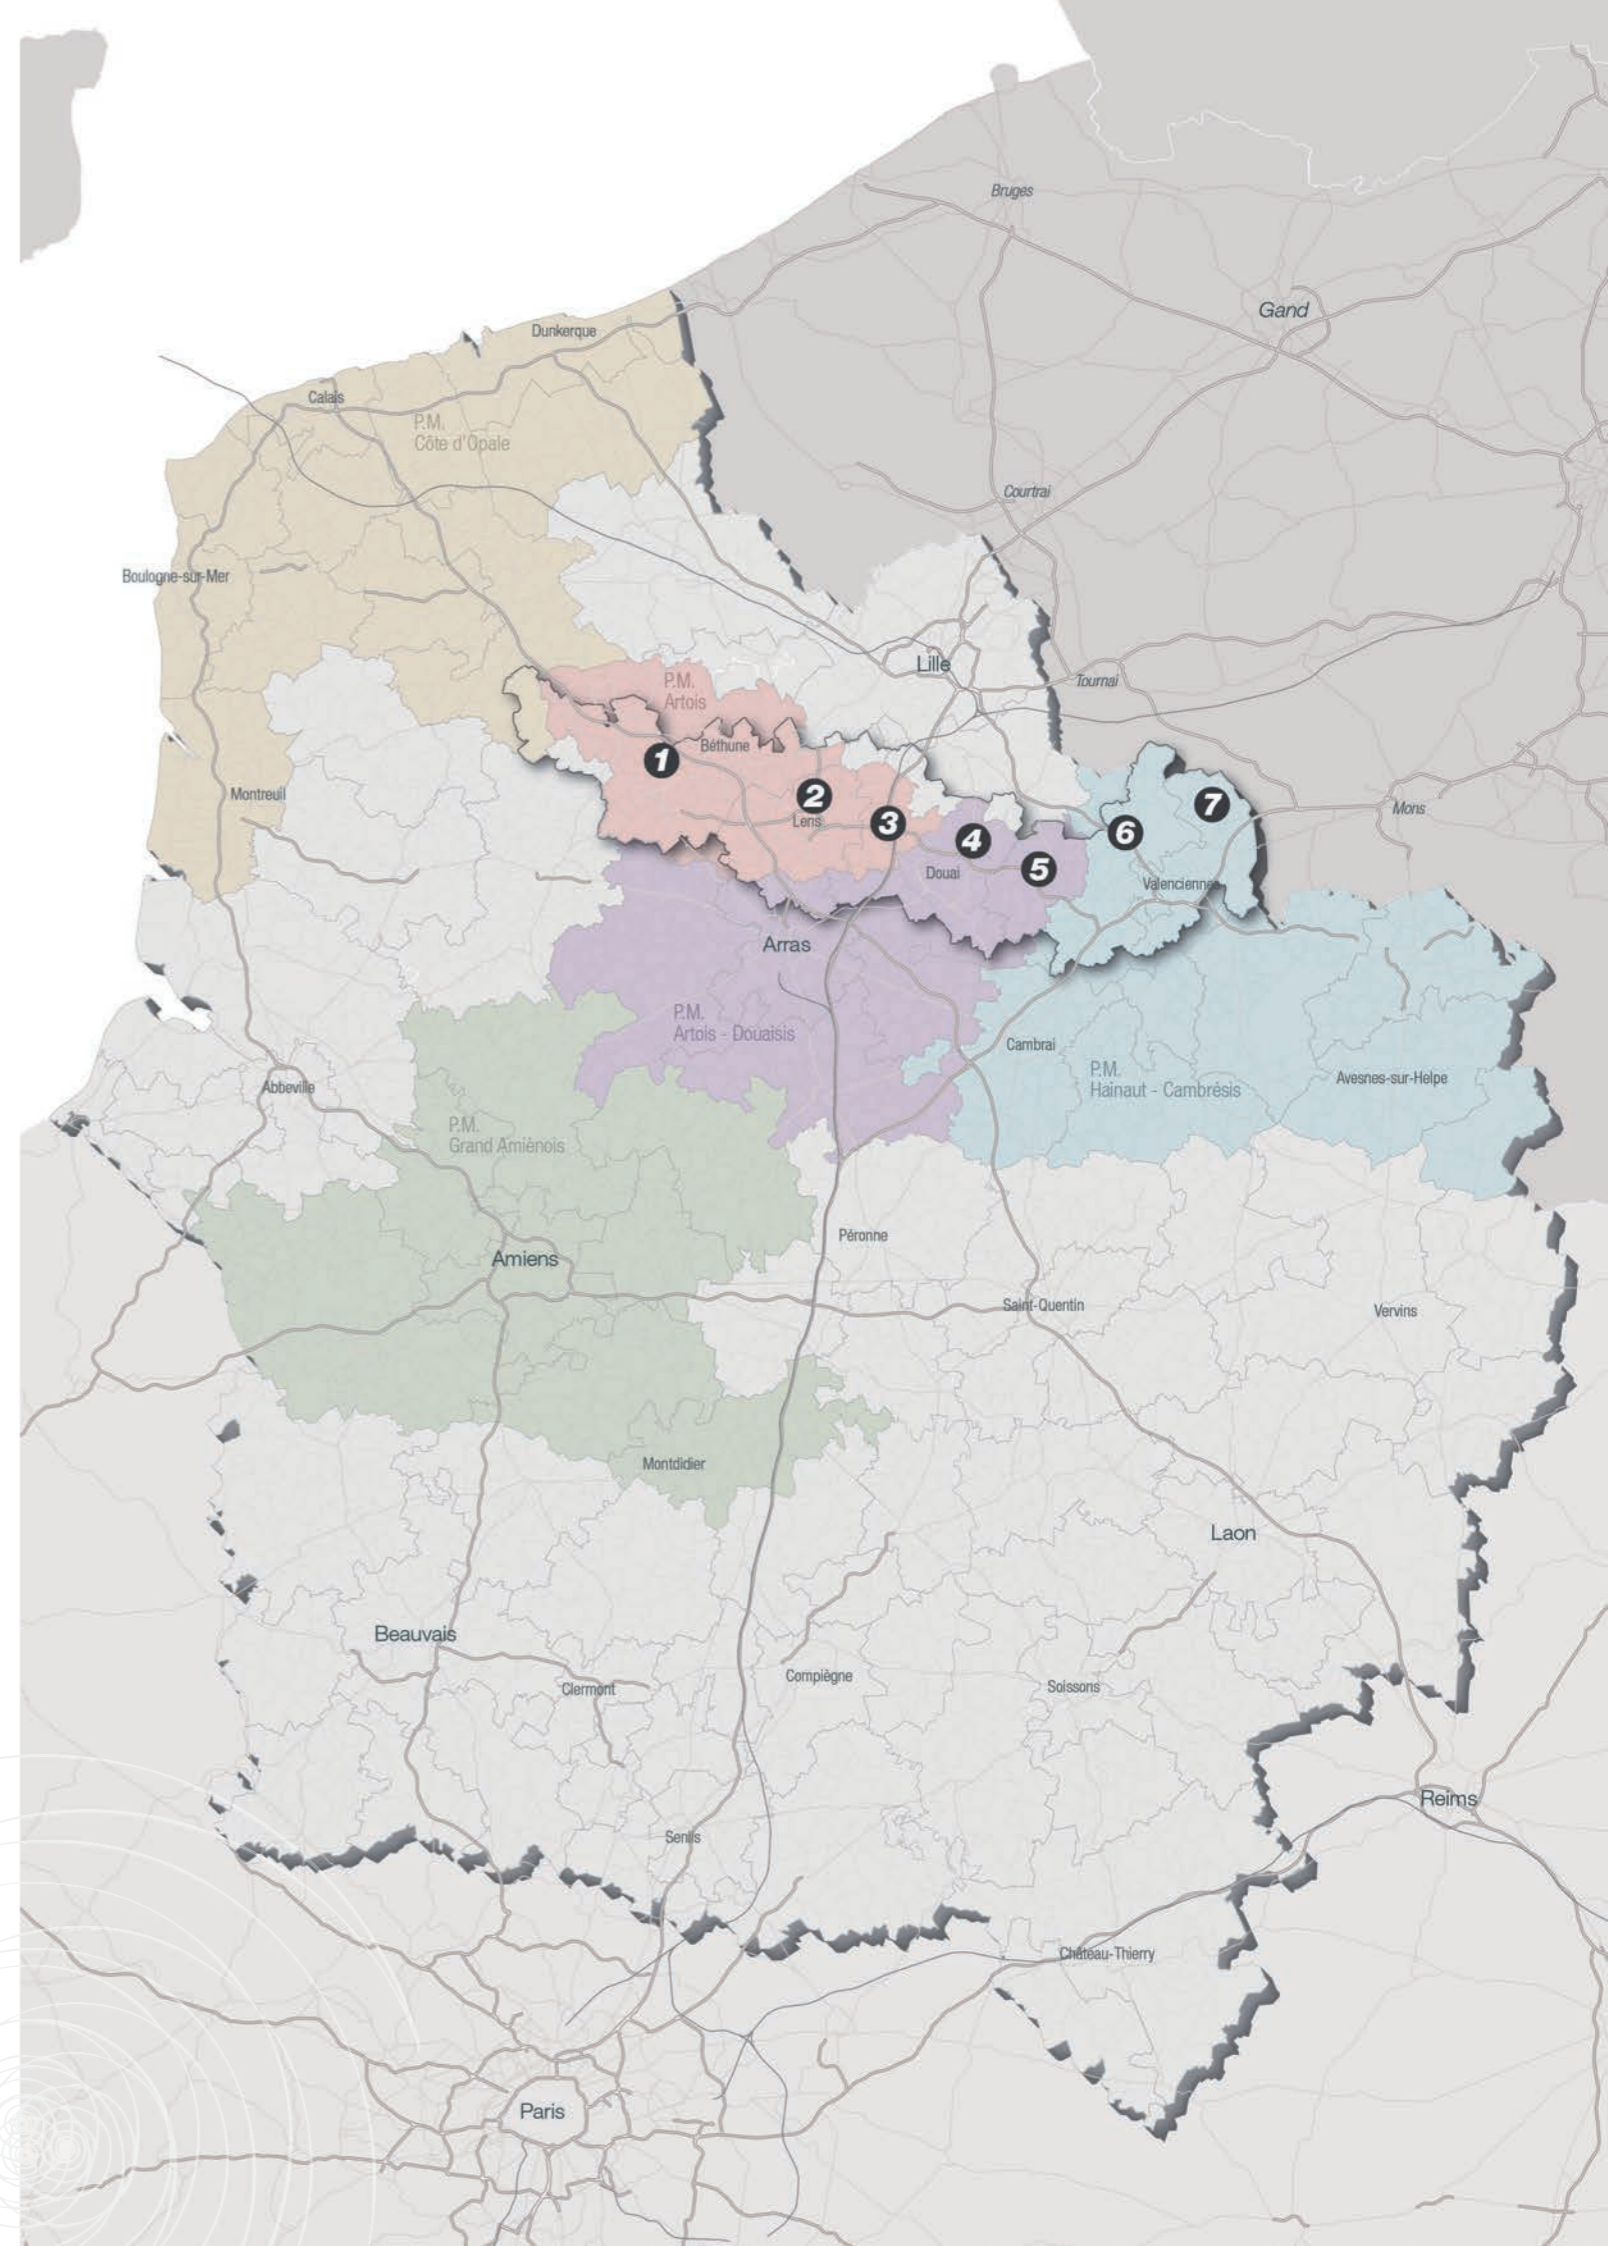 Bruges
Gand
Dunkerque
Calais
P.M.
Côte d'Opale
Courtrai
Boulogne-sur-Mer
Lille
Tournai
P.M.
Artois
Béthune
1
2
Lens
3
4
5
6
7
Montreuil
Mons
Douai
Valenciennes
Arras
P.M.
Artois - Douaisis
Cambrai
P.M.
Hainaut - Cambrésis
Avesnes-sur-Helpe
Abbeville
P.M.
Grand Amiénois
Péronne
Amiens
Saint-Quentin
Vervins
Montdidier
Laon
Beauvais
Compiègne
Clermont
Soissons
Reims
Senlis
Château-Thierry
Paris